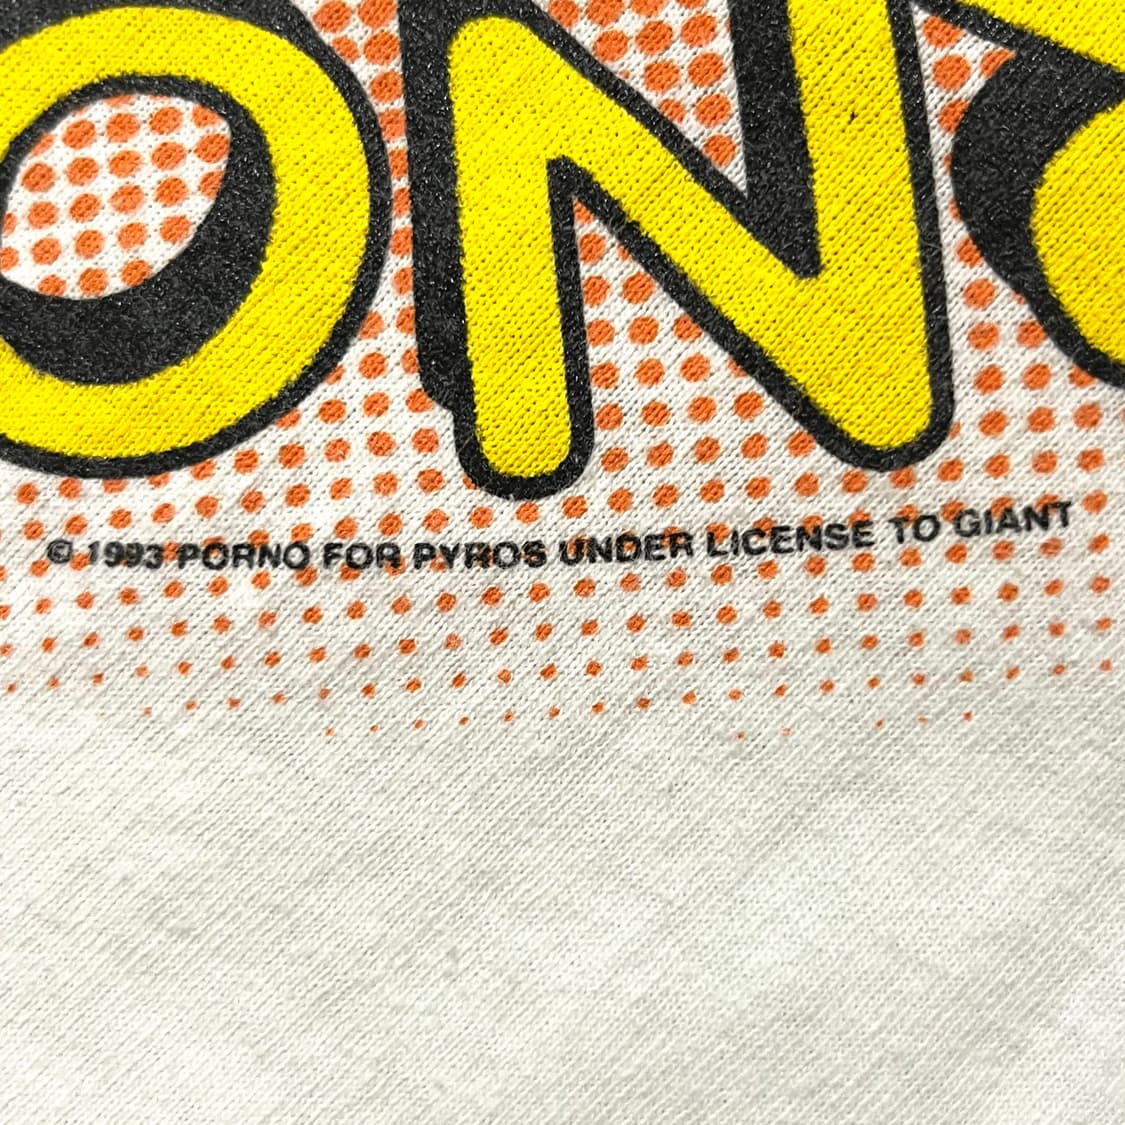 ON
© 1993 PORNO FOR PYROS UNDER LICENSE TO GIANT